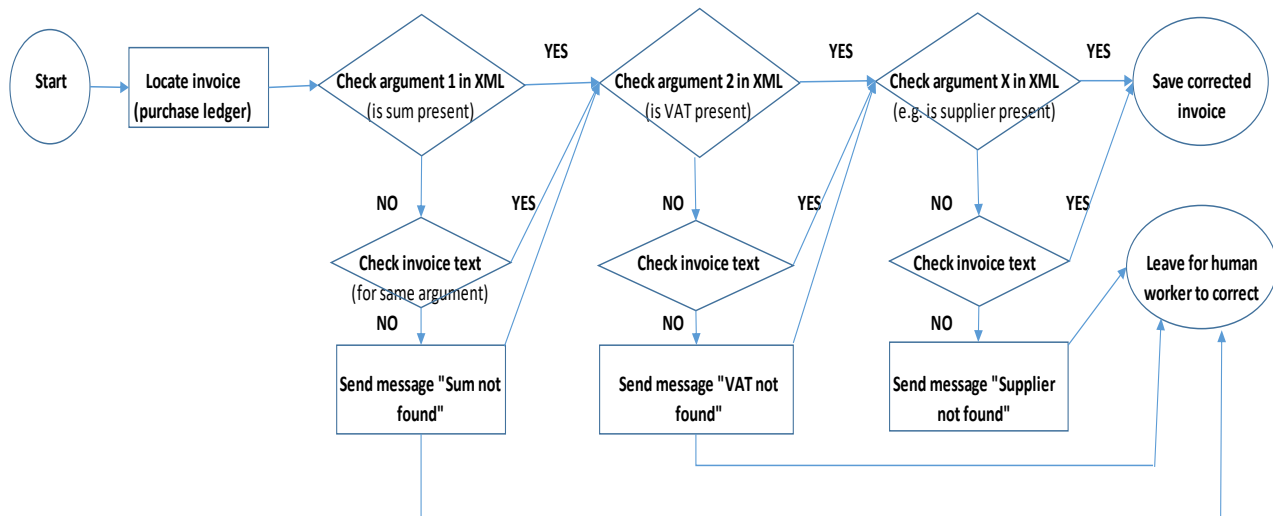 Start
Locate invoice
(purchase ledger)
Check argument 1 in XML
(is sum present)
YES
Check argument 2 in XML
(is VAT present)
YES
Check argument X in XML
(e.g. is supplier present)
YES
Save corrected
invoice
NO
YES
NO
YES
NO
YES
Check invoice text
(for same argument)
Check invoice text
Check invoice text
Leave for human
worker to correct
NO
NO
NO
Send message "Sum not
found"
Send message "VAT not
found"
Send message "Supplier
not found"